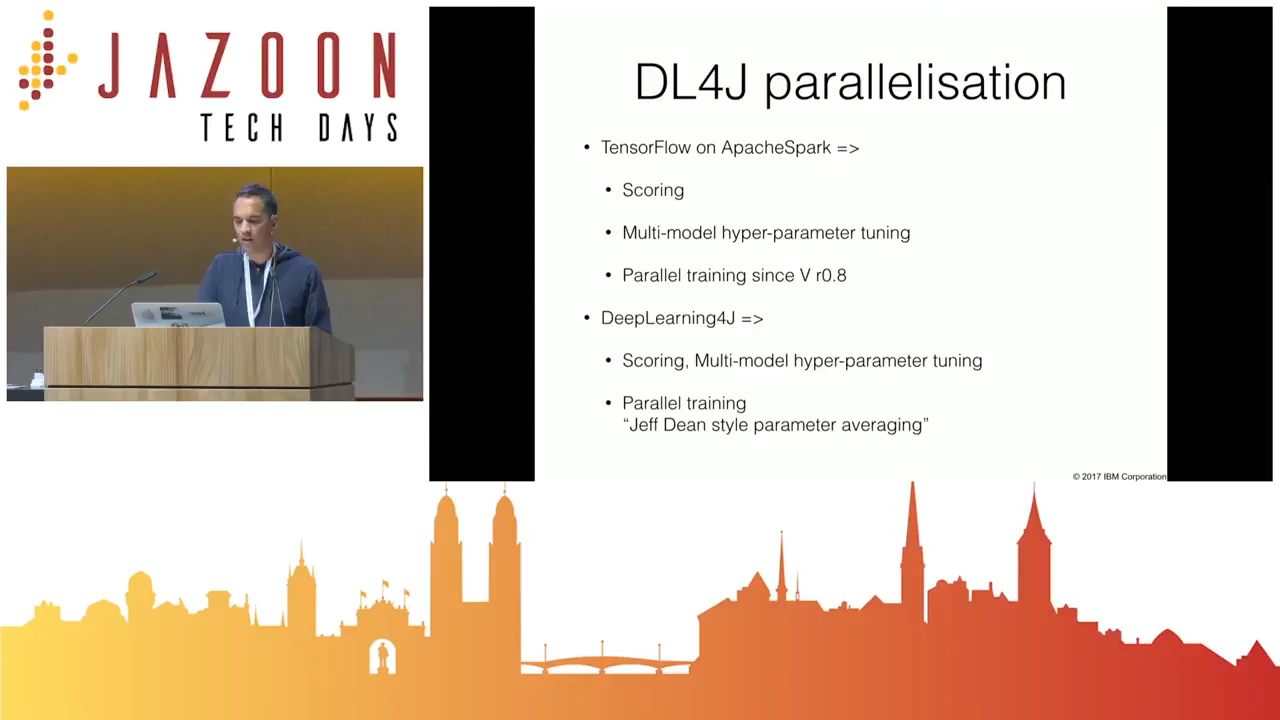 JAZOON
TECH DAYS
DL4J parallelisation
• TensorFlow on ApacheSpark =>
• Scoring
• Multi-model hyper-parameter tuning
• Parallel training since V r0.8
• DeepLearning4J =>
• Scoring, Multi-model hyper-parameter tuning
• Parallel training
“Jeff Dean style parameter averaging”
© 2017 IBM Corporation